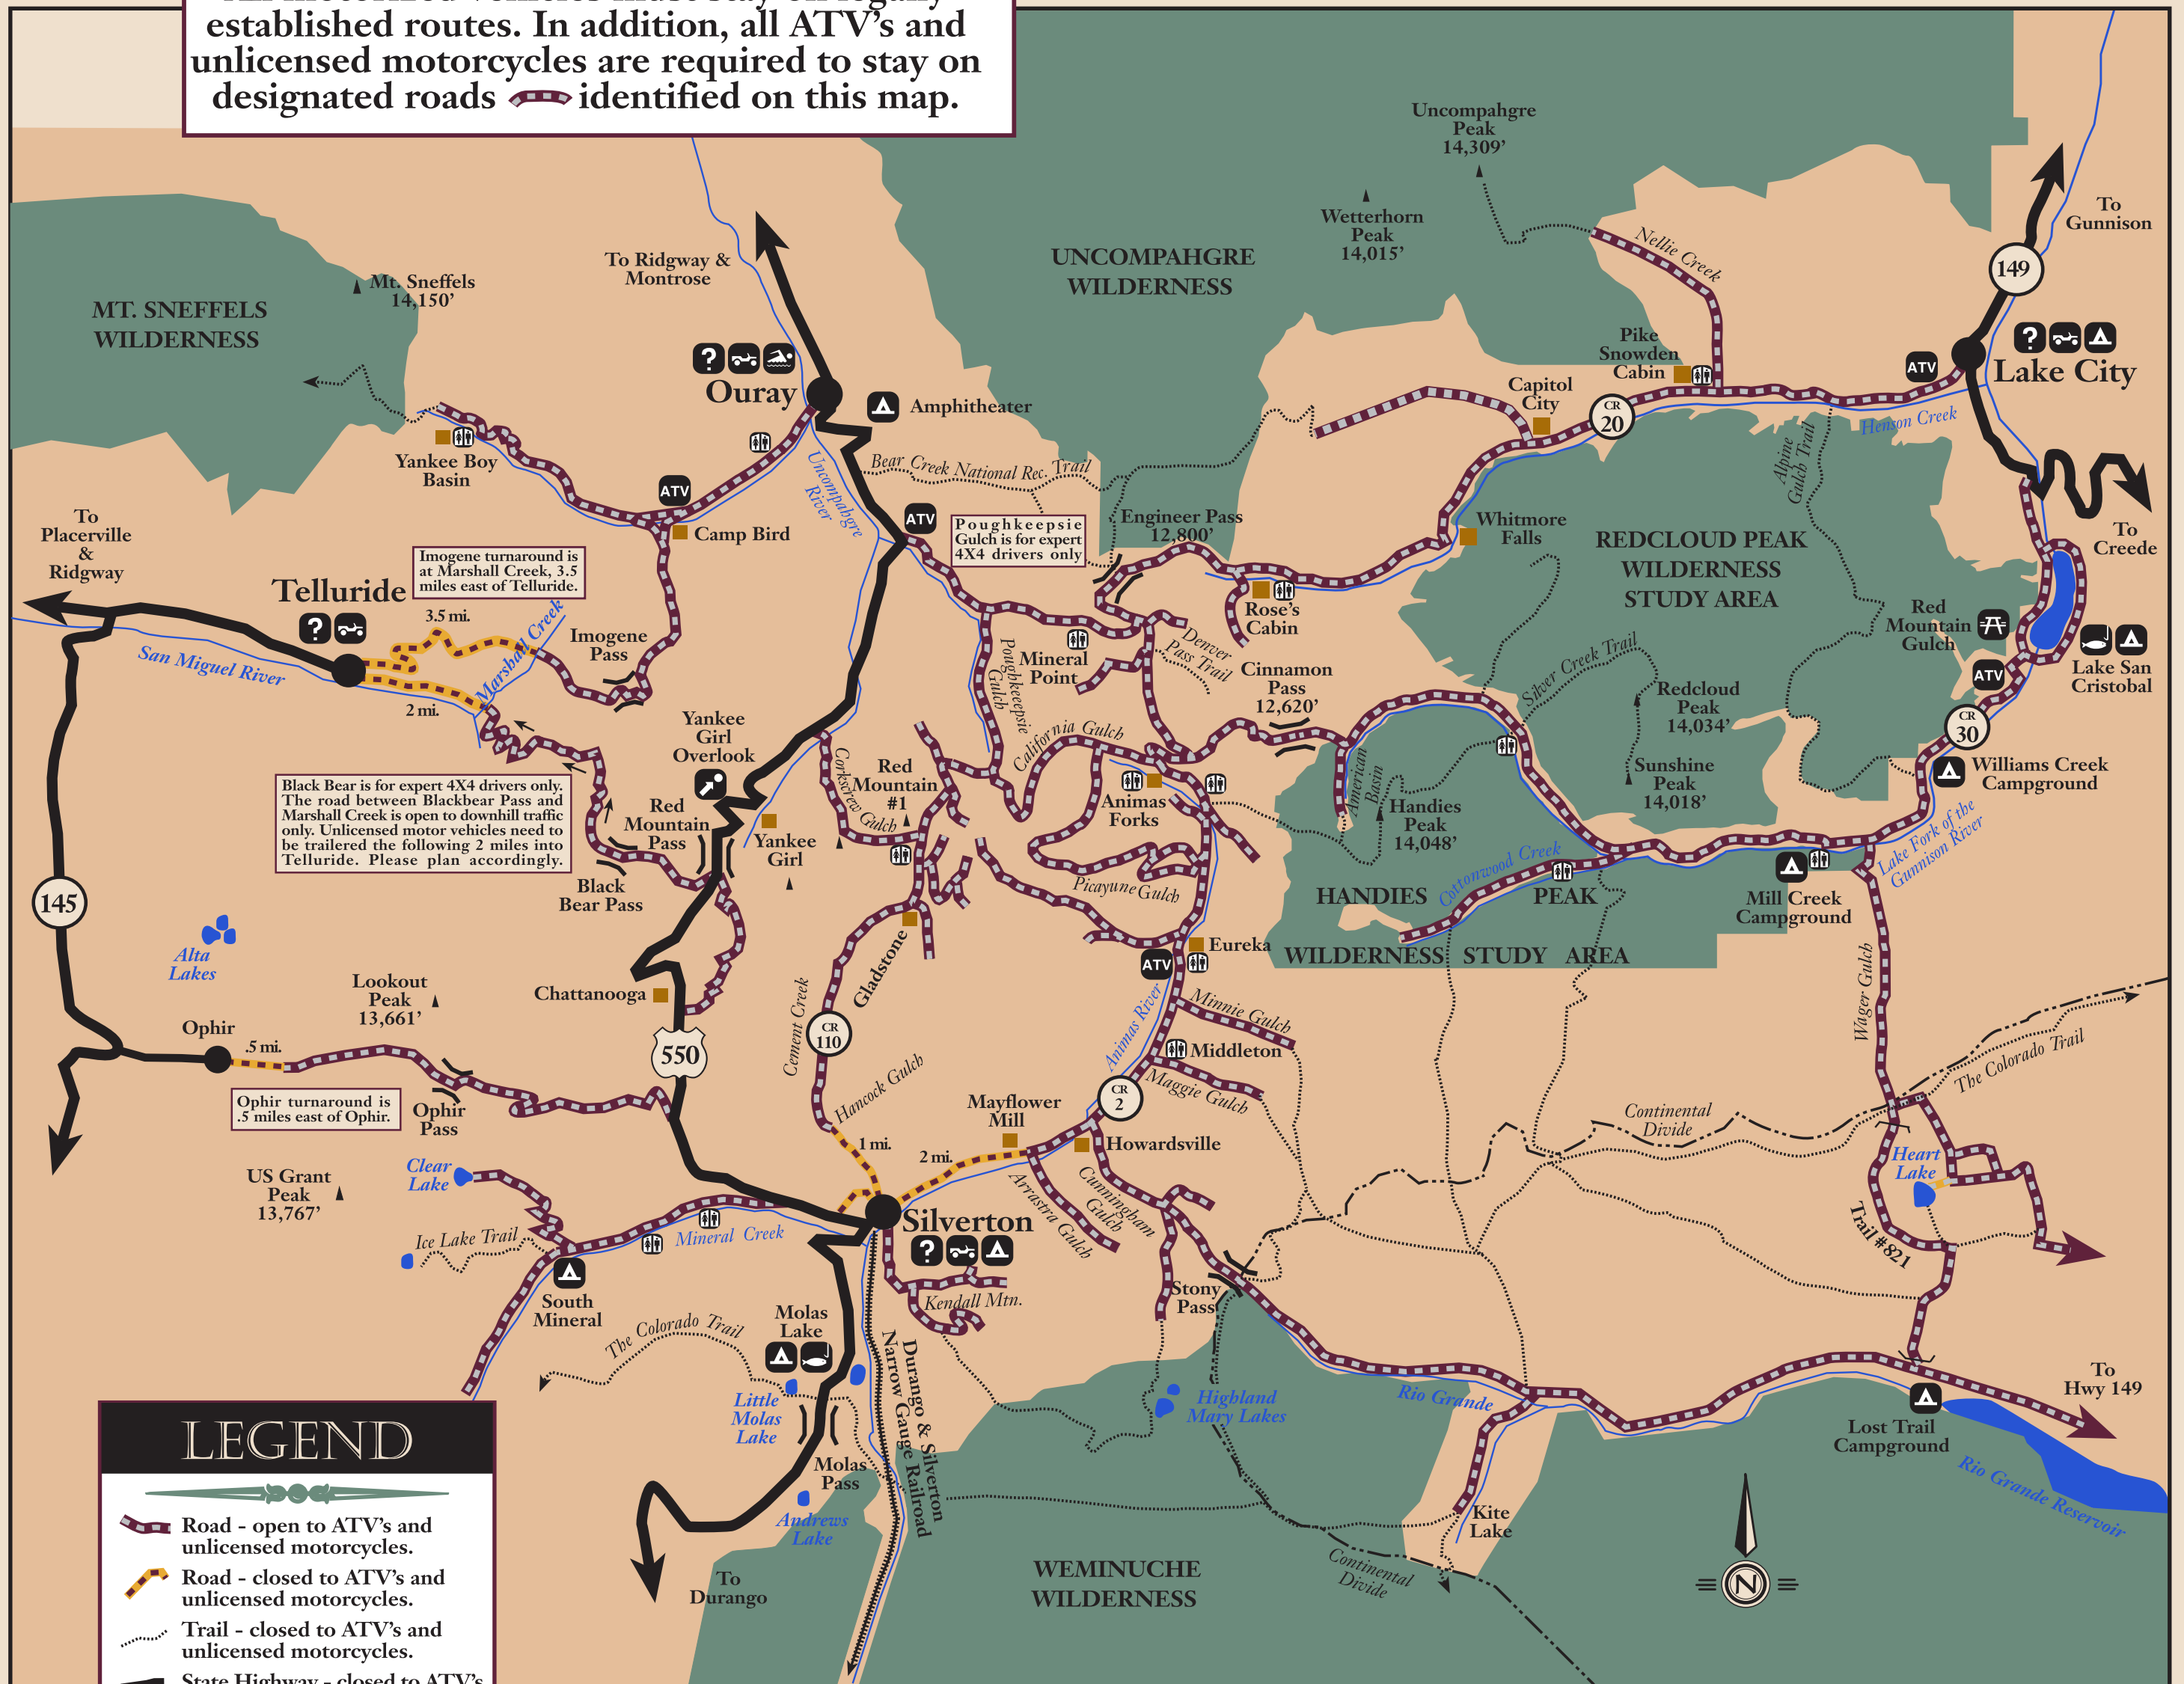 All motorized vehicles must stay on legally
established routes. In addition, all ATV's and
unlicensed motorcycles are required to stay on
designated roads identified on this map.
Uncompahgre
Peak
14,309'
Wetterhorn
Peak
14,015'
UNCOMPAHGRE
WILDERNESS
Nellie Creek
To
Gunnison
149
To Ridgway &
Montrose
Mt. Sneffels
14,150'
MT. SNEFFELS
WILDERNESS
?
Ouray
Amphitheater
Pike
Snowden
Cabin
Capitol
City
CR
20
ATV
?
Lake City
Henson Creek
Alpine
Gulch Trail
Yankee Boy
Basin
ATV
Camp Bird
Uncompahgre
River
Bear Creek National Rec. Trail
ATV
Poughkeepsie
Gulch is for expert
4X4 drivers only
Engineer Pass
12,800'
Whitmore
Falls
REDCLOUD PEAK
WILDERNESS
STUDY AREA
To
Creede
To
Placerville
&
Ridgway
Imogene turnaround is
at Marshall Creek, 3.5
miles east of Telluride.
Telluride
?
3.5 mi.
Marshall Creek
Imogene
Pass
San Miguel River
2 mi.
Rose's
Cabin
Mineral
Point
Denver
Pass Trail
Poughkeepsie
Gulch
Cinnamon
Pass
12,620'
Silver Creek Trail
Redcloud
Peak
14,034'
Sunshine
Peak
14,018'
Red
Mountain
Gulch
Lake San
Cristobal
ATV
CR
30
Williams Creek
Campground
Yankee
Girl
Overlook
California Gulch
Corkscrew Gulch
Red
Mountain
#1
Animas
Forks
American
Basin
Handies
Peak
14,048'
Black Bear is for expert 4X4 drivers only.
The road between Blackbear Pass and
Marshall Creek is open to downhill traffic
only. Unlicensed motor vehicles need to
be trailered the following 2 miles into
Telluride. Please plan accordingly.
Red
Mountain
Pass
Yankee
Girl
Black
Bear Pass
Picayune Gulch
Cottonwood Creek
HANDIES PEAK
WILDERNESS STUDY AREA
Mill Creek
Campground
Lake Fork of the
Gunnison River
145
Alta
Lakes
Lookout
Peak
13,661'
Chattanooga
Gladstone
Eureka
ATV
Minnie Gulch
Animas River
Wager Gulch
Ophir
.5 mi.
550
CR
110
Cement Creek
Middleton
Maggie Gulch
The Colorado Trail
Ophir turnaround is
.5 miles east of Ophir.
Ophir
Pass
Hancock Gulch
CR
2
Mayflower
Mill
Howardsville
Continental
Divide
1 mi.
2 mi.
Clear
Lake
US Grant
Peak
13,767'
Heart
Lake
Cunningham
Gulch
Arrastra Gulch
Silverton
?
Mineral Creek
Ice Lake Trail
Trail #821
South
Mineral
Kendall Mtn.
Stony
Pass
Molas
Lake
The Colorado Trail
Durango & Silverton
Narrow Gauge Railroad
Little
Molas
Lake
Highland
Mary Lakes
Rio Grande
To
Hwy 149
Lost Trail
Campground
Rio Grande Reservoir
Molas
Pass
Andrews
Lake
Kite
Lake
WEMINUCHE
WILDERNESS
Continental
Divide
To
Durango
N
LEGEND
Road - open to ATV's and
unlicensed motorcycles.
Road - closed to ATV's and
unlicensed motorcycles.
Trail - closed to ATV's and
unlicensed motorcycles.
State Highway - closed to ATV's